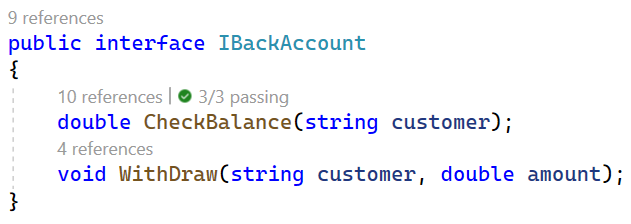 9 references
public interface IBackAccount
{
10 references | 3/3 passing
double CheckBalance(string customer);
4 references
void WithDraw(string customer, double amount);
}